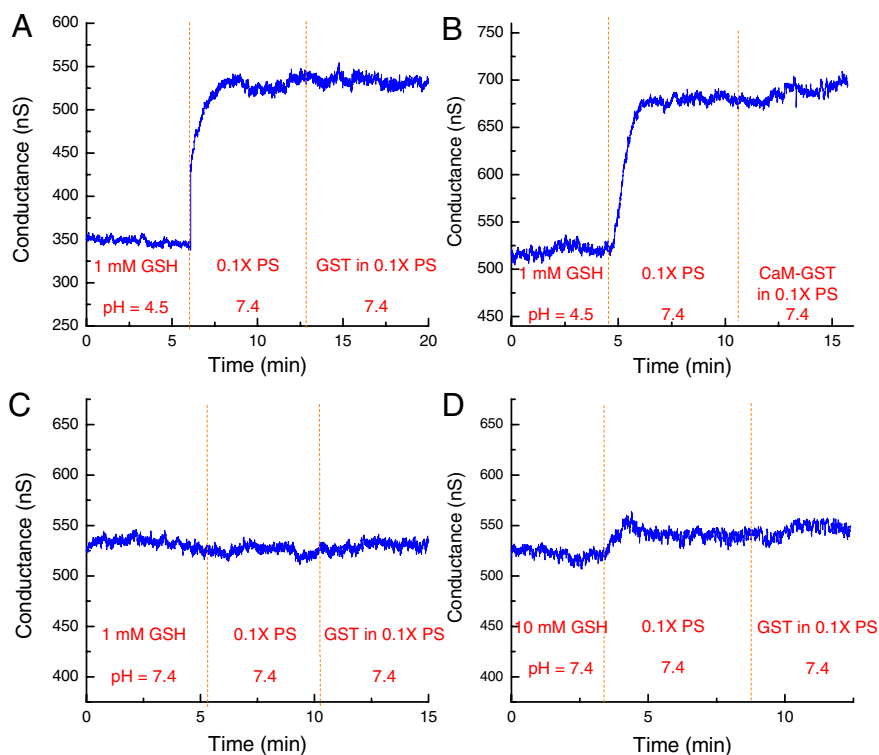 A
600
550
500
450
400
350
300
250
Conductance (nS)
1 mM GSH 0.1X PS GST in 0.1X PS
pH = 4.5 7.4 7.4
0 5 10 15 20
Time (min)
B
750
700
650
600
550
500
450
Conductance (nS)
1 mM GSH 0.1X PS CaM-GST
in 0.1X PS
pH = 4.5 7.4 7.4
0 5 10 15
Time (min)
C
650
600
550
500
450
400
Conductance (nS)
1 mM GSH 0.1X PS GST in 0.1X PS
pH = 7.4 7.4 7.4
0 5 10 15
Time (min)
D
650
600
550
500
450
400
Conductance (nS)
10 mM GSH 0.1X PS GST in 0.1X PS
pH = 7.4 7.4 7.4
0 5 10
Time (min)